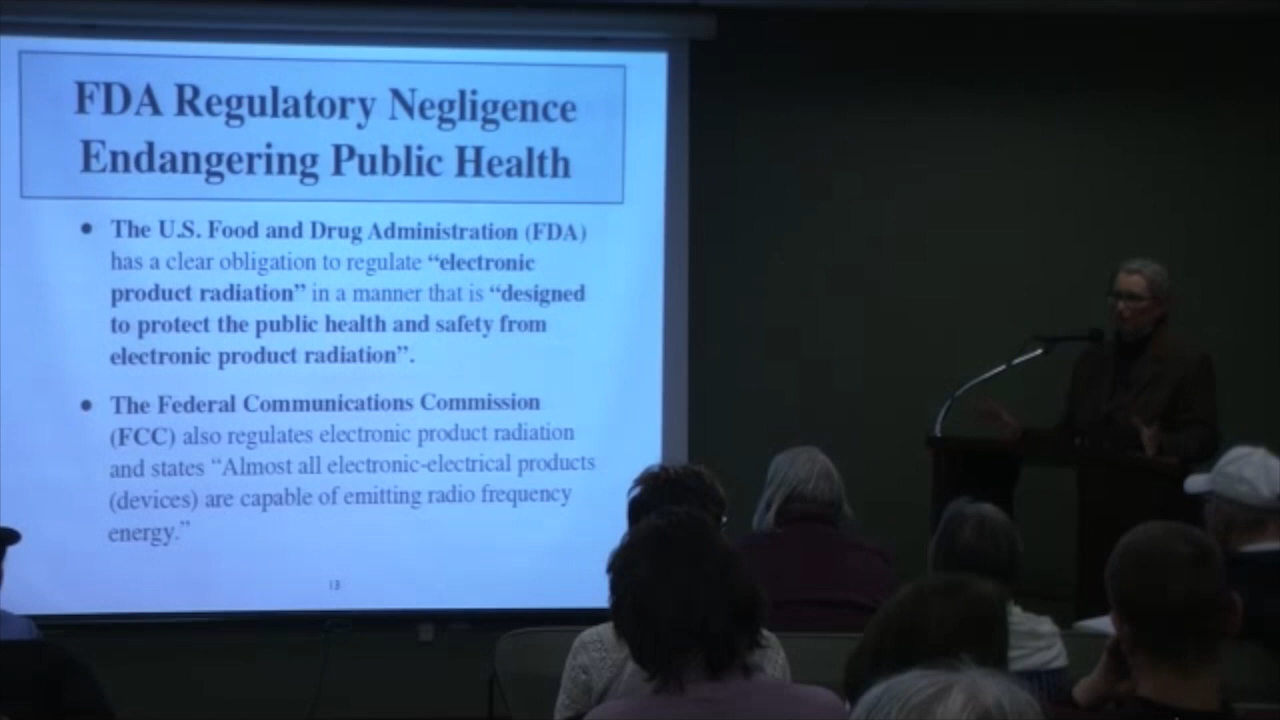 FDA Regulatory Negligence
Endangering Public Health
• The U.S. Food and Drug Administration (FDA)
has a clear obligation to regulate “electronic
product radiation” in a manner that is “designed
to protect the public health and safety from
electronic product radiation”.
• The Federal Communications Commission
(FCC) also regulates electronic product radiation
and states “Almost all electronic-electrical products
(devices) are capable of emitting radio frequency
energy.”
13